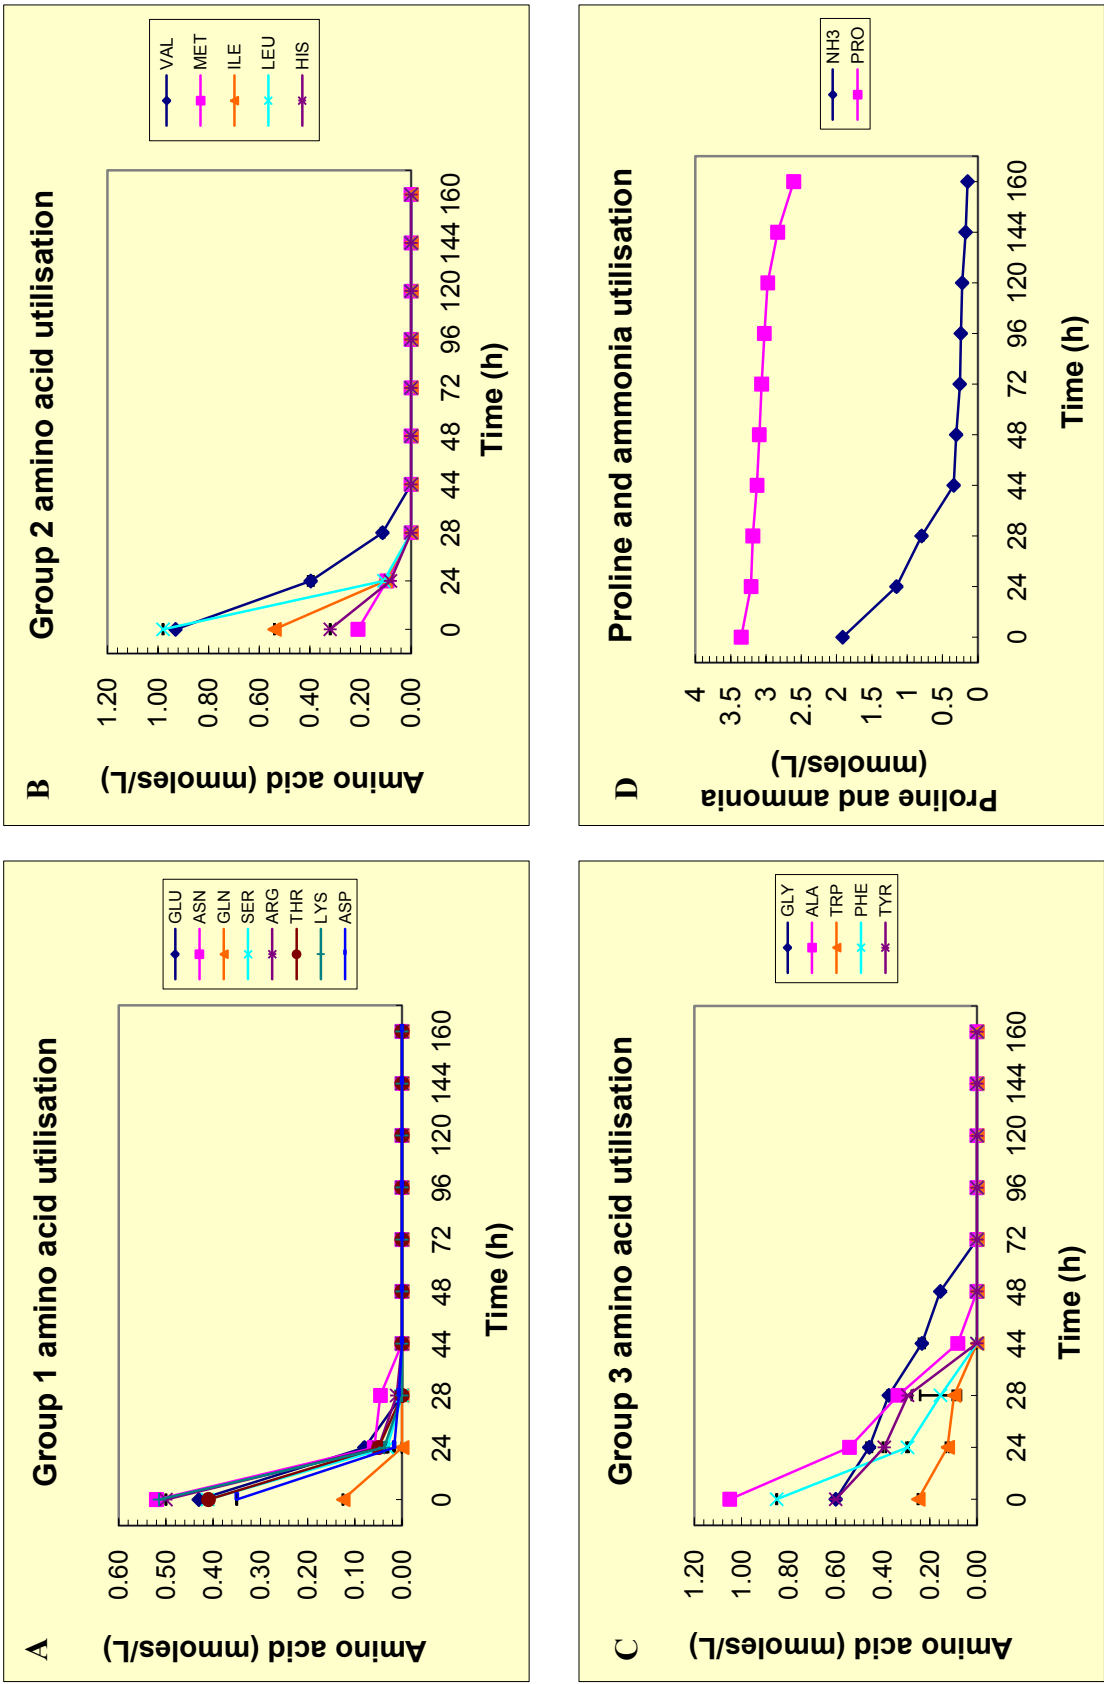 A
Group 1 amino acid utilisation
Amino acid (mmoles/L)
0.60
0.50
0.40
0.30
0.20
0.10
0.00
0 24 28 44 48 72 96 120 144 160
Time (h)
GLU
ASN
GLN
SER
ARG
THR
LYS
ASP
B
Group 2 amino acid utilisation
Amino acid (mmoles/L)
1.20
1.00
0.80
0.60
0.40
0.20
0.00
0 24 28 44 48 72 96 120 144 160
Time (h)
VAL
MET
ILE
LEU
HIS
C
Group 3 amino acid utilisation
Amino acid (mmoles/L)
1.20
1.00
0.80
0.60
0.40
0.20
0.00
0 24 28 44 48 72 96 120 144 160
Time (h)
GLY
ALA
TRP
PHE
TYR
D
Proline and ammonia utilisation
Proline and ammonia
(mmoles/L)
4
3.5
3
2.5
2
1.5
1
0.5
0
0 24 28 44 48 72 96 120 144 160
Time (h)
NH3
PRO